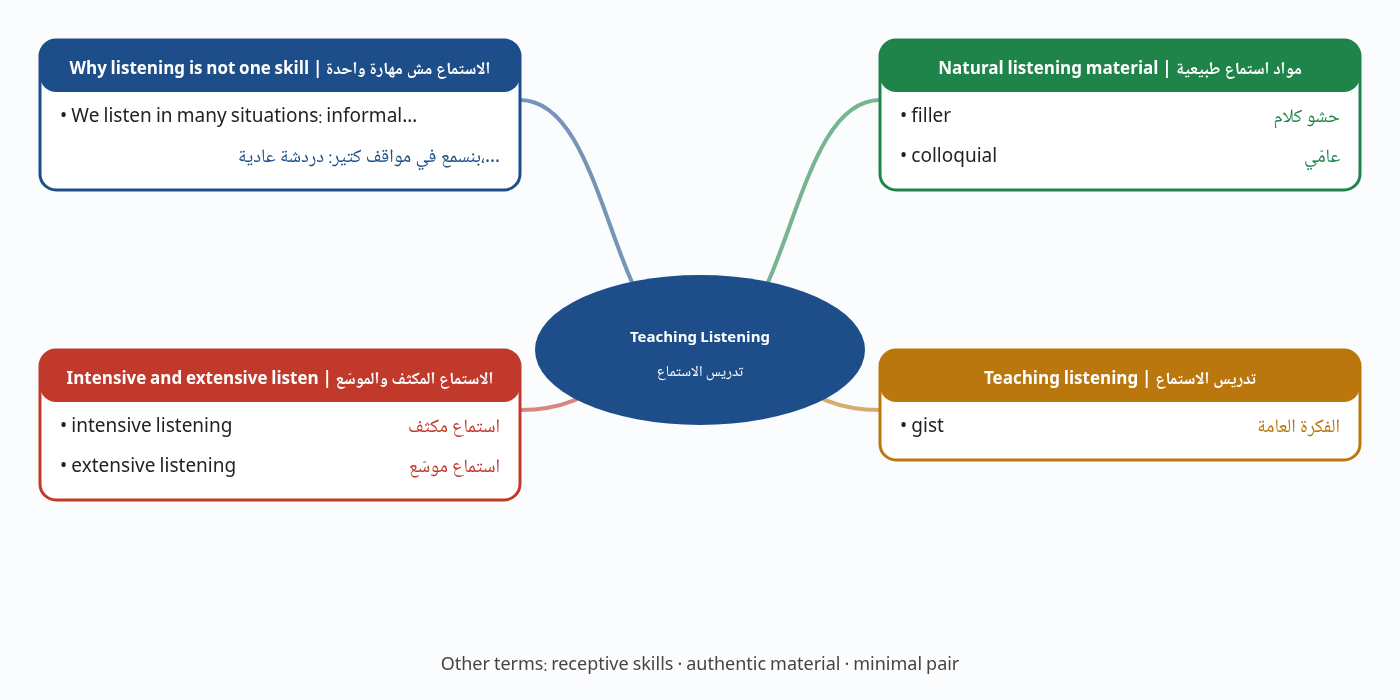 Why listening is not one skill | الاستماع مش مهارة واحدة
• We listen in many situations: informal...
بنسمع في مواقف كتير: دردشة عادية،...
Natural listening material | مواد استماع طبيعية
• filler حشو كلام
• colloquial عامّي
Teaching Listening
تدريس الاستماع
Intensive and extensive listen | الاستماع المكثف والموسّع
• intensive listening استماع مكثف
• extensive listening استماع موسّع
Teaching listening | تدريس الاستماع
• gist الفكرة العامة
Other terms: receptive skills · authentic material · minimal pair